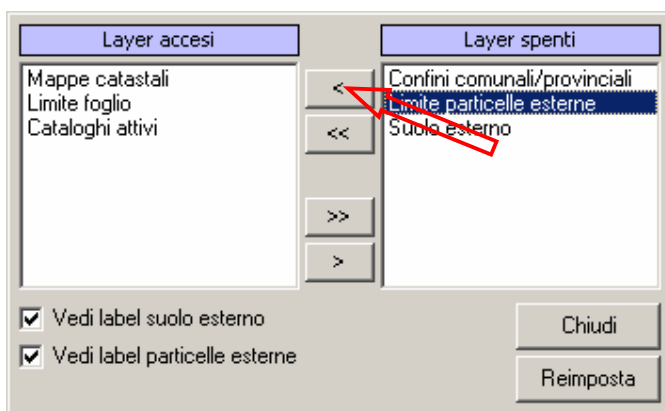 Layer accesi
Layer spenti
Mappe catastali
Limite foglio
Cataloghi attivi
<
<<
>>
>
Confini comunali/provinciali
Limite particelle esterne
Suolo esterno
Vedi label suolo esterno
Vedi label particelle esterne
Chiudi
Reimposta